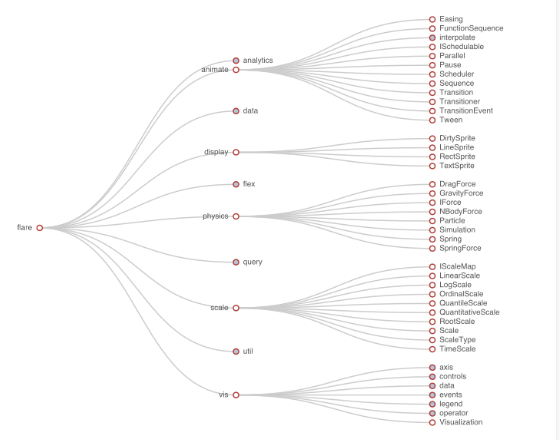 flare
analytics
animate
data
display
flex
physics
query
scale
util
vis
Easing
FunctionSequence
interpolate
ISchedulable
Parallel
Pause
Scheduler
Sequence
Transition
Transitioner
TransitionEvent
Tween
DirtySprite
LineSprite
RectSprite
TextSprite
DragForce
GravityForce
IForce
NBodyForce
Particle
Simulation
Spring
SpringForce
IScaleMap
LinearScale
LogScale
OrdinalScale
QuantileScale
QuantitativeScale
RootScale
Scale
ScaleType
TimeScale
axis
controls
data
events
legend
operator
Visualization